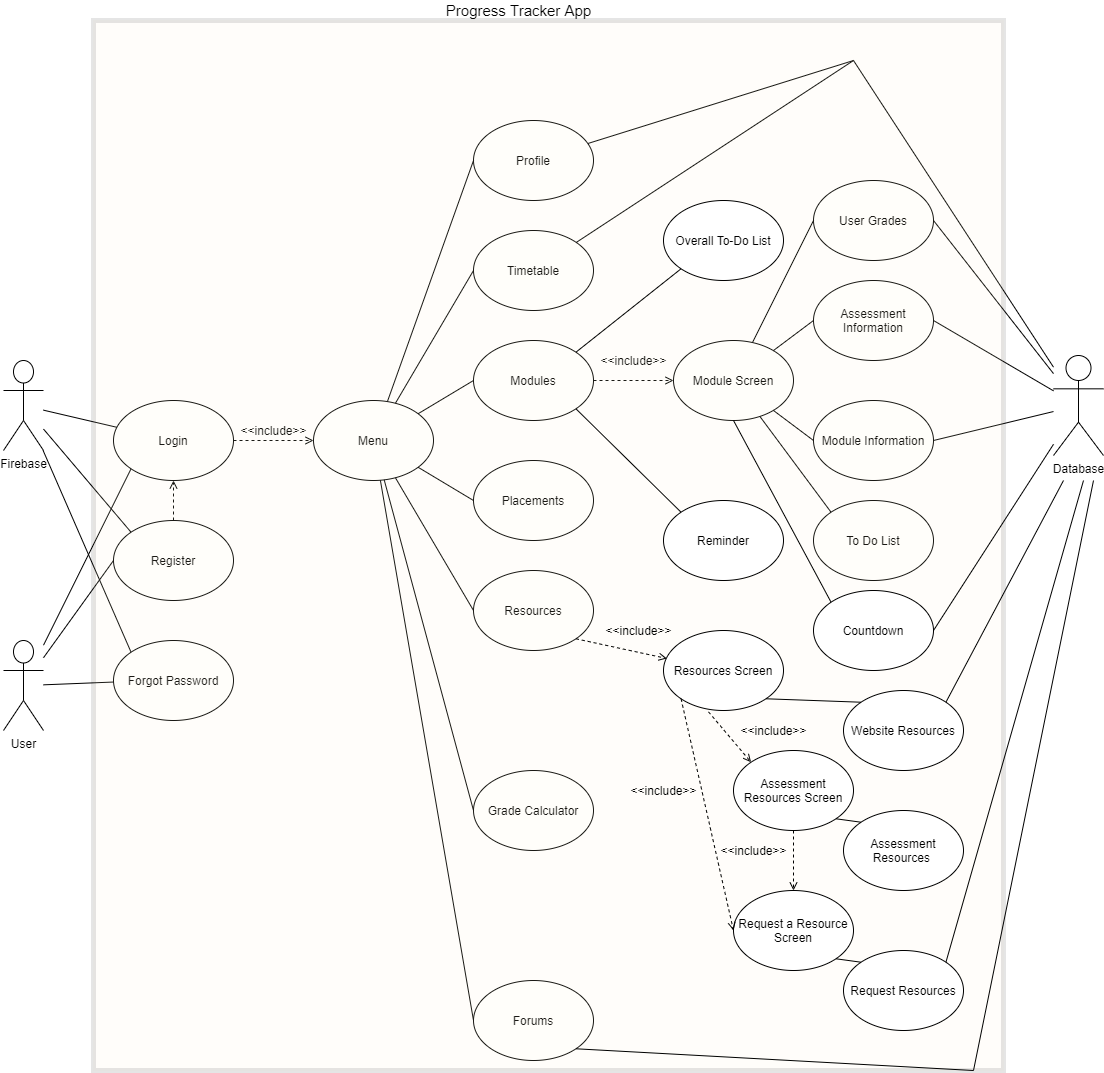 Progress Tracker App
Profile
Timetable
Overall To-Do List
User Grades
Assessment
Information
Modules
<<include>>
Module Screen
Firebase
Login
<<include>>
Menu
Module Information
Database
Placements
Register
Reminder
To Do List
Resources
<<include>>
Countdown
Forgot Password
Resources Screen
User
<<include>>
Website Resources
<<include>>
Assessment
Resources Screen
Grade Calculator
<<include>>
Assessment
Resources
Request a Resource
Screen
Request Resources
Forums